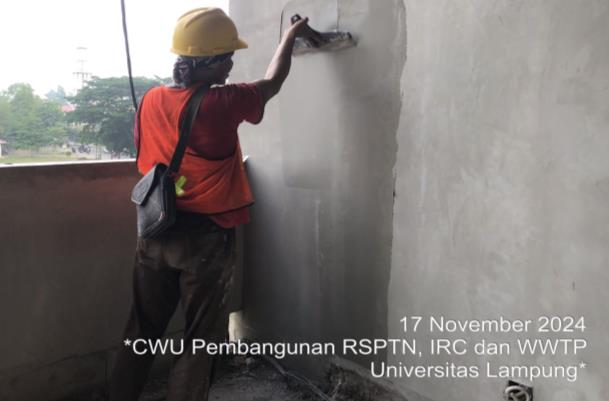 17 November 2024
*CWU Pembangunan RSPTN, IRC dan WWTP
Universitas Lampung*